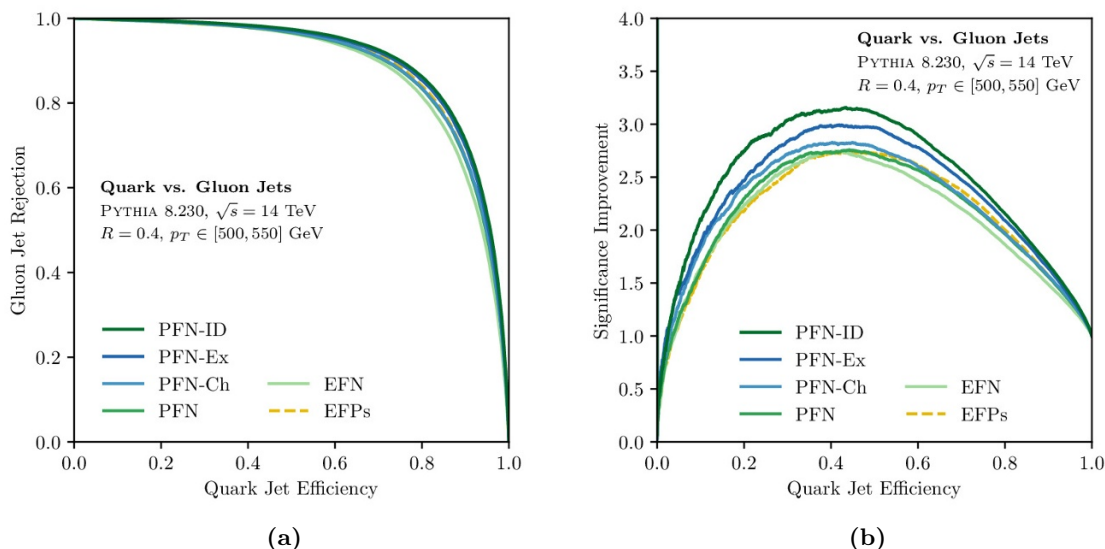 1.0
0.8
0.6
0.4
0.2
0.0
Gluon Jet Rejection
Quark vs. Gluon Jets
PYTHIA 8.230, √s = 14 TeV
R = 0.4, p_T ∈ [500, 550] GeV
PFN-ID
PFN-Ex
PFN-Ch
PFN
EFN
EFPs
0.0 0.2 0.4 0.6 0.8 1.0
Quark Jet Efficiency
(a)
4.0
3.5
3.0
2.5
2.0
1.5
1.0
0.5
0.0
Significance Improvement
Quark vs. Gluon Jets
PYTHIA 8.230, √s = 14 TeV
R = 0.4, p_T ∈ [500, 550] GeV
PFN-ID
PFN-Ex
PFN-Ch
PFN
EFN
EFPs
0.0 0.2 0.4 0.6 0.8 1.0
Quark Jet Efficiency
(b)